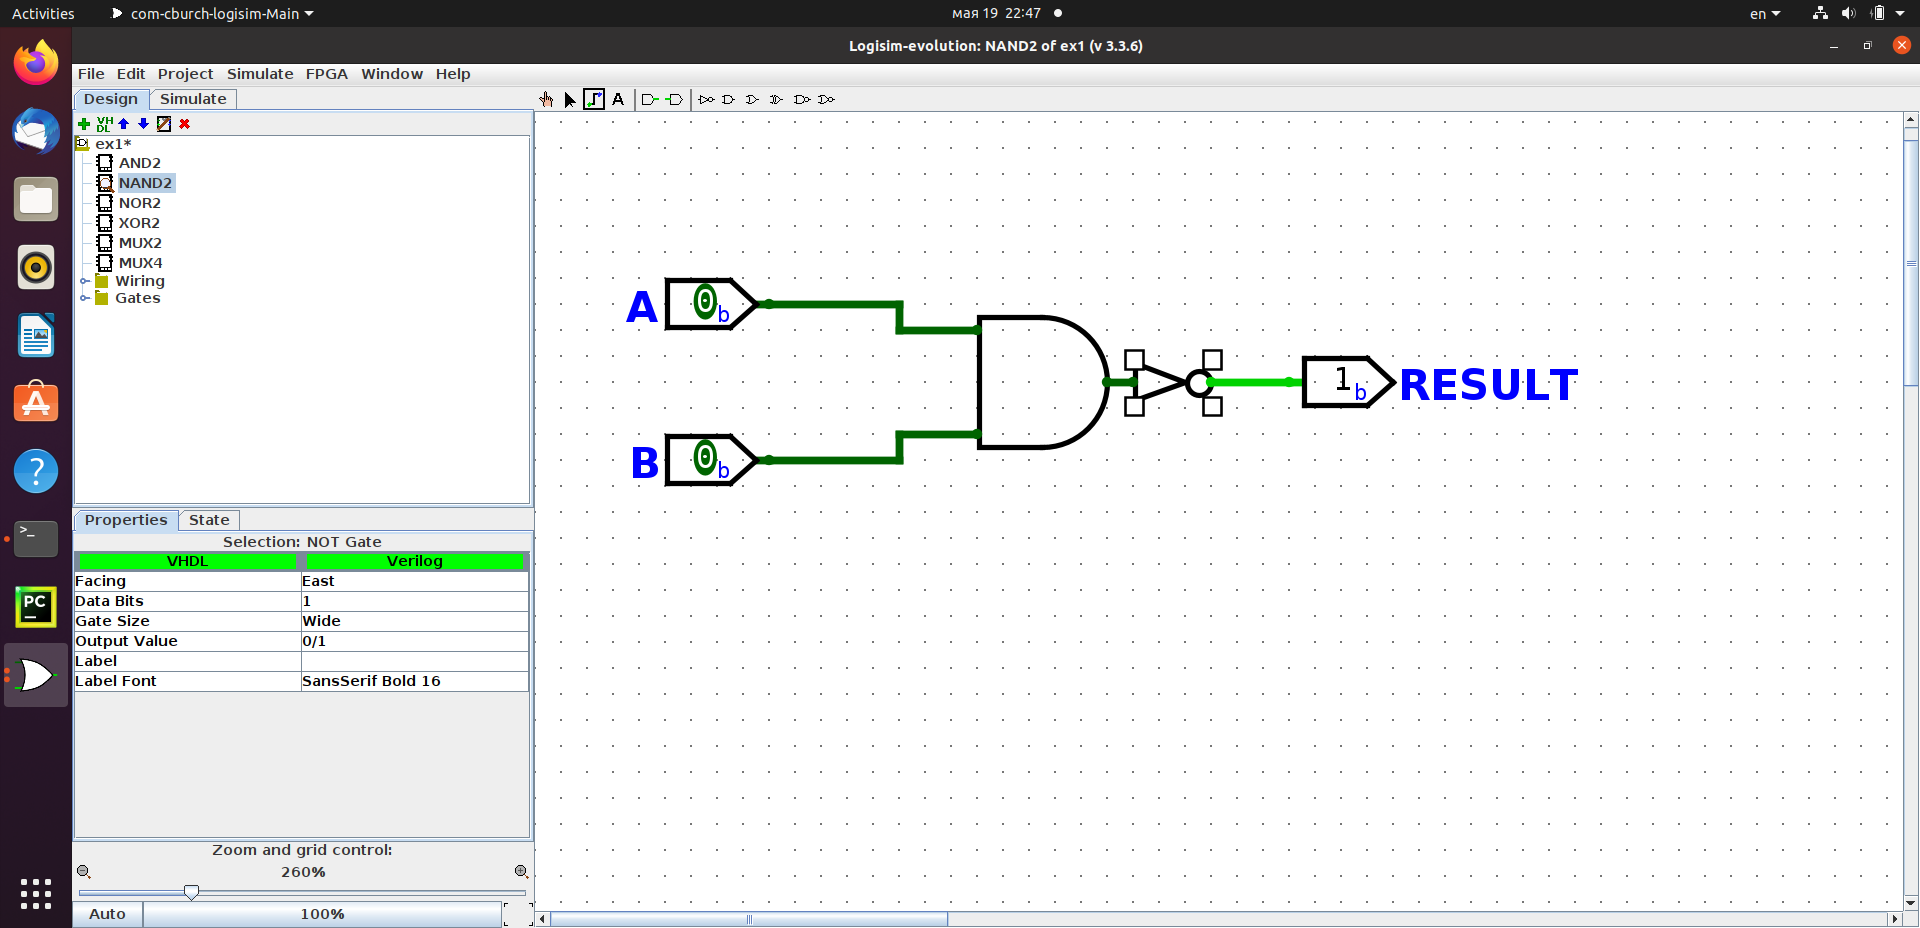 Activities
com-cburch-logisim-Main
мая 19 22:47
en
Logisim-evolution: NAND2 of ex1 (v 3.3.6)
File Edit Project Simulate FPGA Window Help
Design Simulate
A
VH
DL
ex1*
AND2
NAND2
NOR2
XOR2
MUX2
MUX4
Wiring
Gates
A
0b
B
0b
1b
RESULT
Properties State
Selection: NOT Gate
VHDL Verilog
Facing East
Data Bits 1
Gate Size Wide
Output Value 0/1
Label
Label Font SansSerif Bold 16
Zoom and grid control:
260%
Auto 100%
>_
PC
?